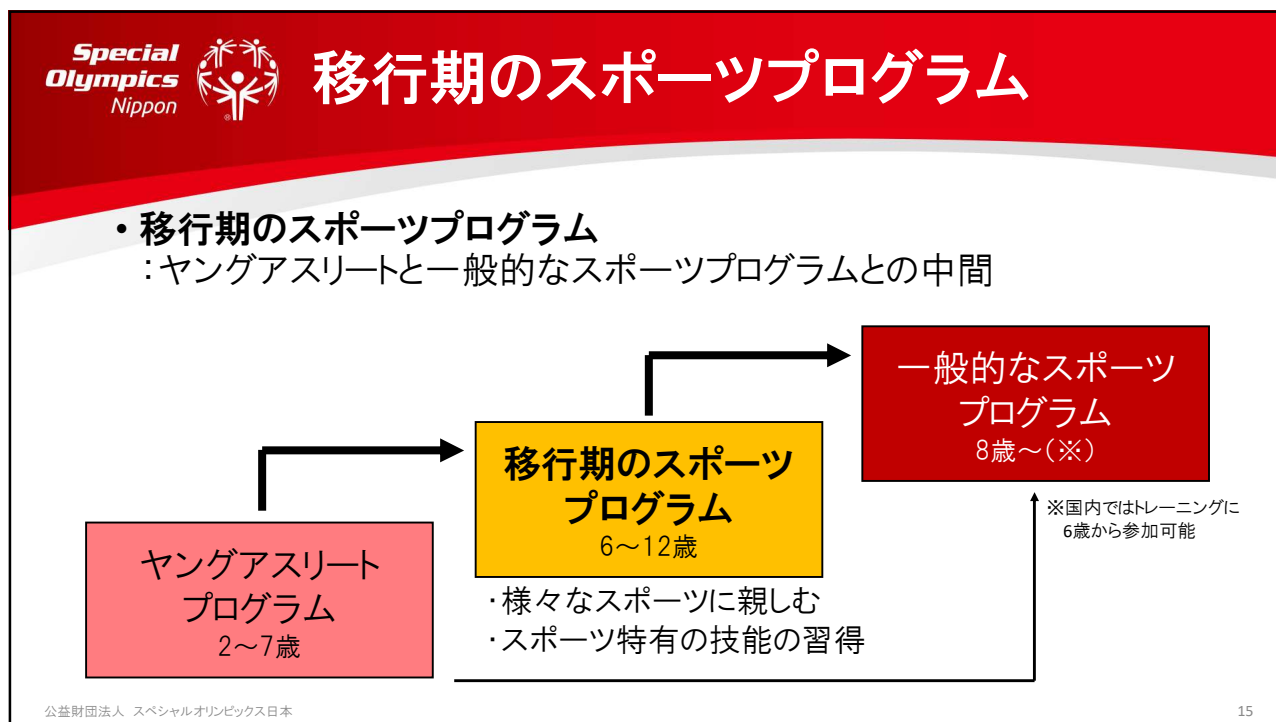 Special
Olympics
Nippon
移行期のスポーツプログラム
・移行期のスポーツプログラム
：ヤングアスリートと一般的なスポーツプログラムとの中間
一般的なスポーツ
プログラム
8歳～(※)
※国内ではトレーニングに
6歳から参加可能
移行期のスポーツ
プログラム
6～12歳
・様々なスポーツに親しむ
・スポーツ特有の技能の習得
ヤングアスリート
プログラム
2～7歳
公益財団法人 スペシャルオリンピックス日本
15